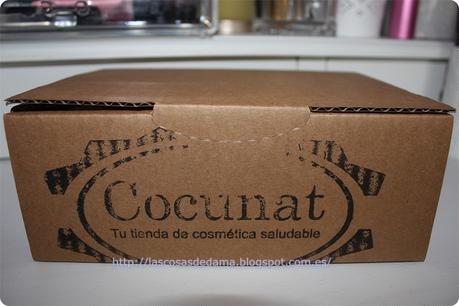 Cocunat
Tu tienda de cosmética saludable
http://lascosasdedama.blogspot.com.es/